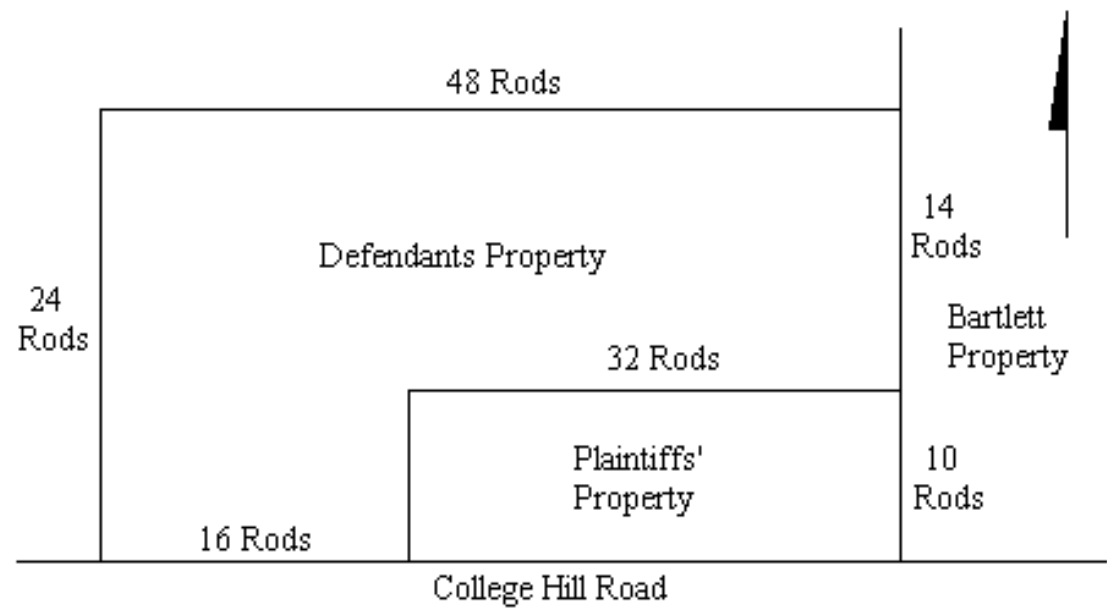 48 Rods
14
Rods
Defendants Property
24
Rods
Bartlett
Property
32 Rods
Plaintiffs'
Property
10
Rods
16 Rods
College Hill Road